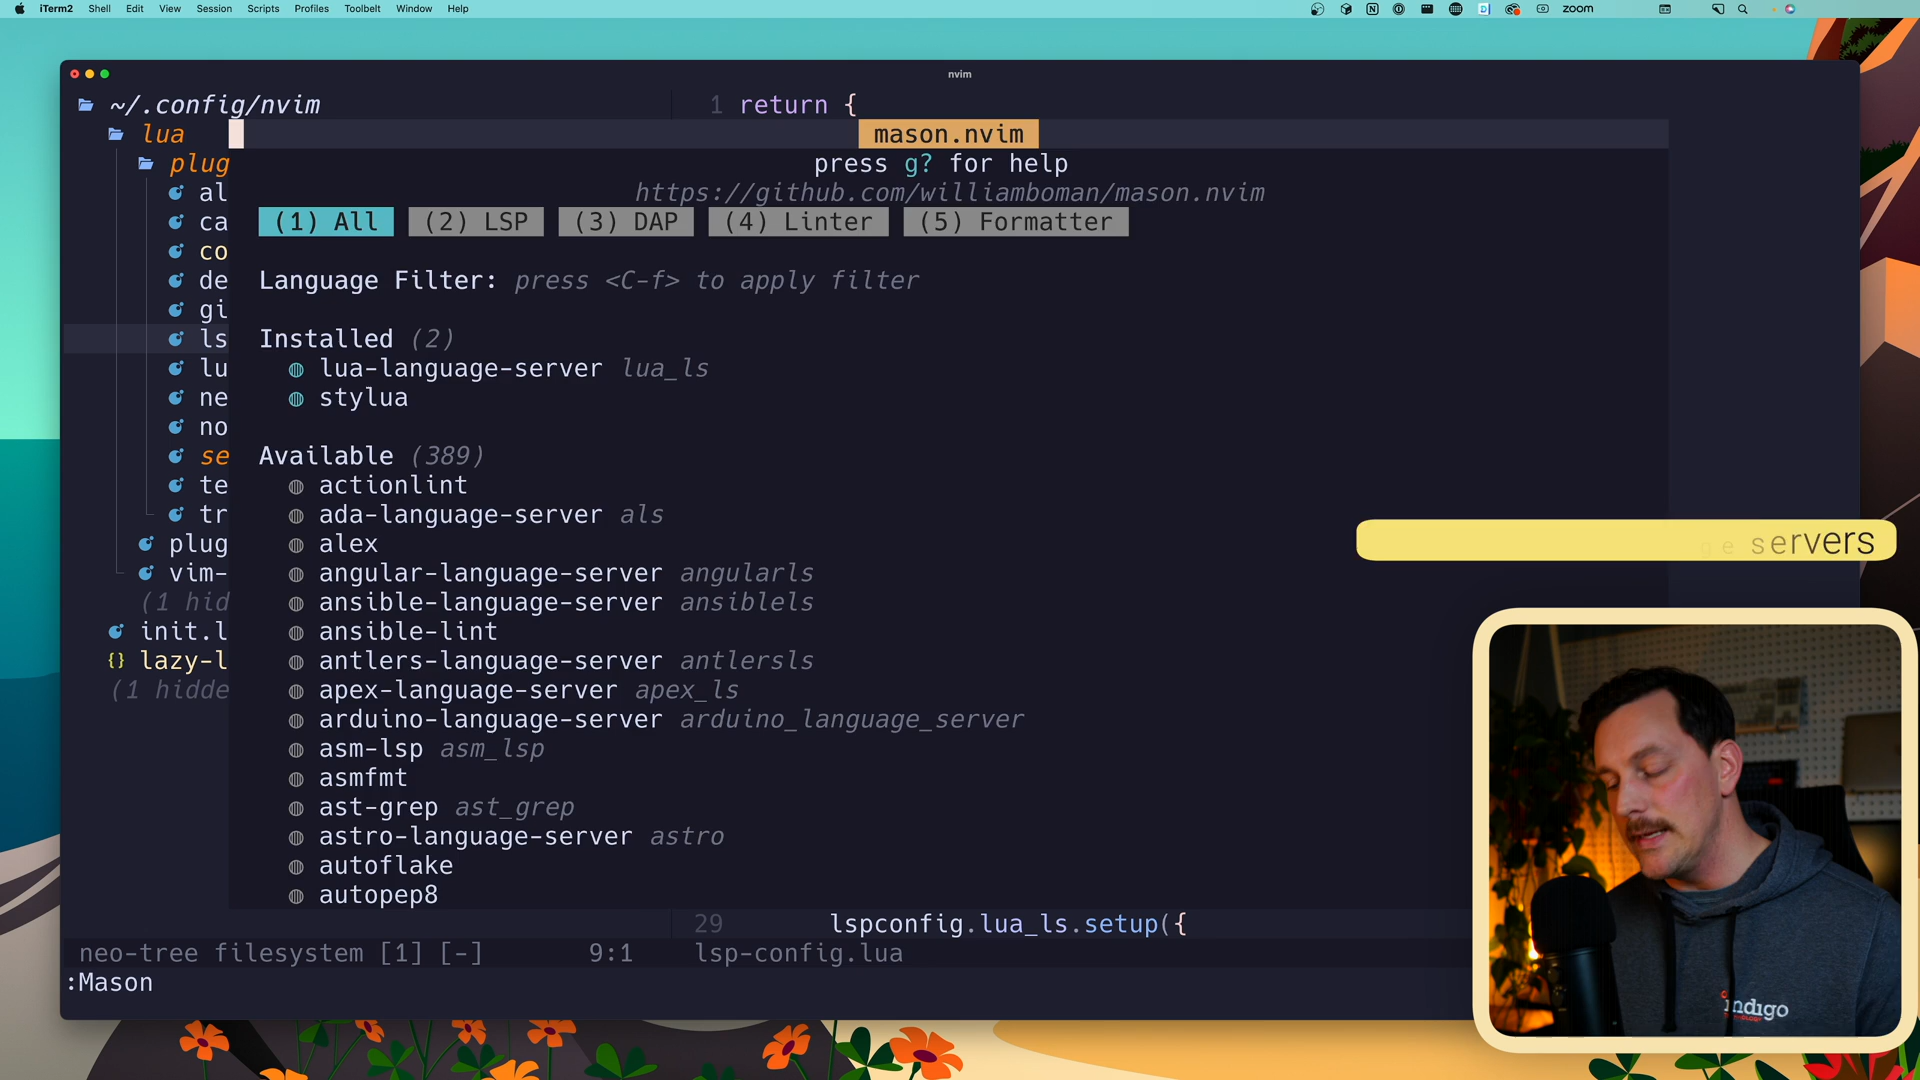 iTerm2 Shell Edit View Session Scripts Profiles Toolbelt Window Help zoom
nvim
~/.config/nvim
1 return {
lua
mason.nvim
plug
press g? for help
al
https://github.com/williamboman/mason.nvim
ca
(1) All (2) LSP (3) DAP (4) Linter (5) Formatter
co
de
Language Filter: press <C-f> to apply filter
gi
ls
Installed (2)
lu
lua-language-server lua_ls
ne
stylua
no
se
Available (389)
te
actionlint
tr
ada-language-server als
plug
alex
vim-
angular-language-server angularls
(1 hid
ansible-language-server ansiblels
init.l
ansible-lint
lazy-l
antlers-language-server antlersls
(1 hidde
apex-language-server apex_ls
arduino-language-server arduino_language_server
asm-lsp asm_lsp
asmfmt
ast-grep ast_grep
astro-language-server astro
autoflake
autopep8
29 lspconfig.lua_ls.setup({
neo-tree filesystem [1] [-] 9:1 lsp-config.lua
:Mason
ge servers
indigo